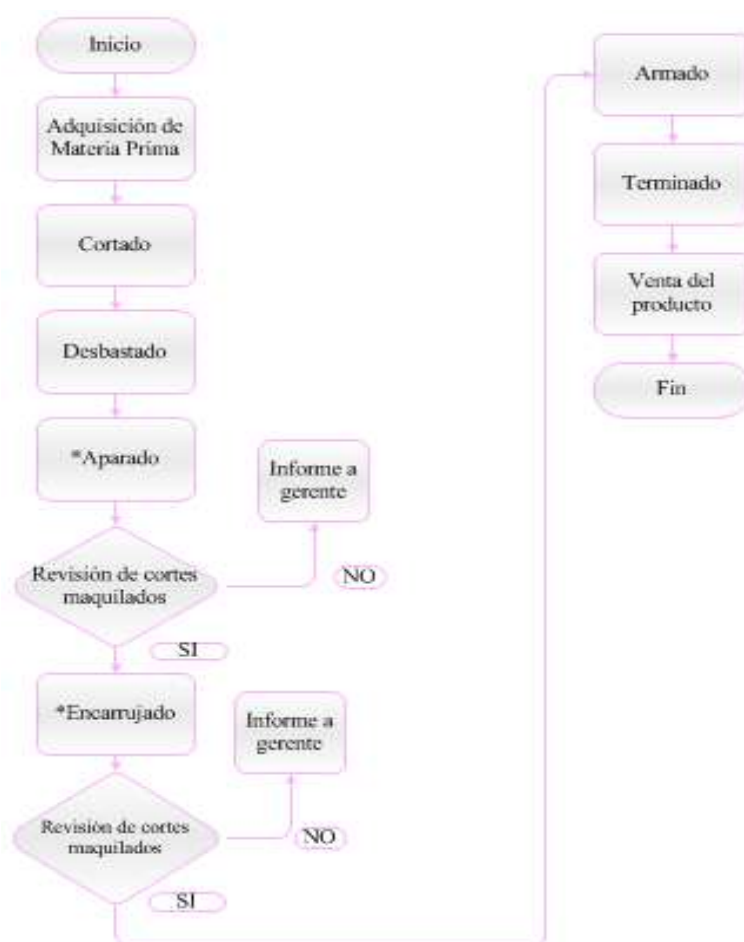 Inicio
Adquisición de
Materia Prima
Cortado
Desbastado
*Aparado
Informe a
gerente
Revisión de cortes
maquilados
NO
SI
*Encarrujado
Informe a
gerente
Revisión de cortes
maquilados
NO
SI
Armado
Terminado
Venta del
producto
Fin